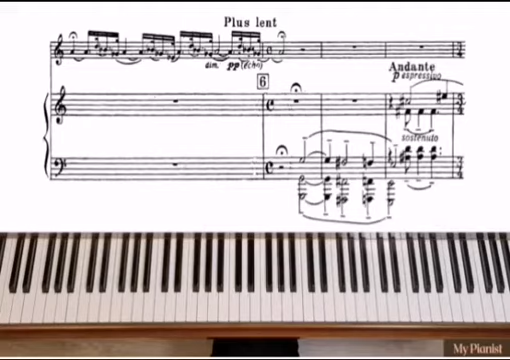 Plus lent
dim.
pp (écho)
6
Andante
p espressivo
sostenuto
My Pianist